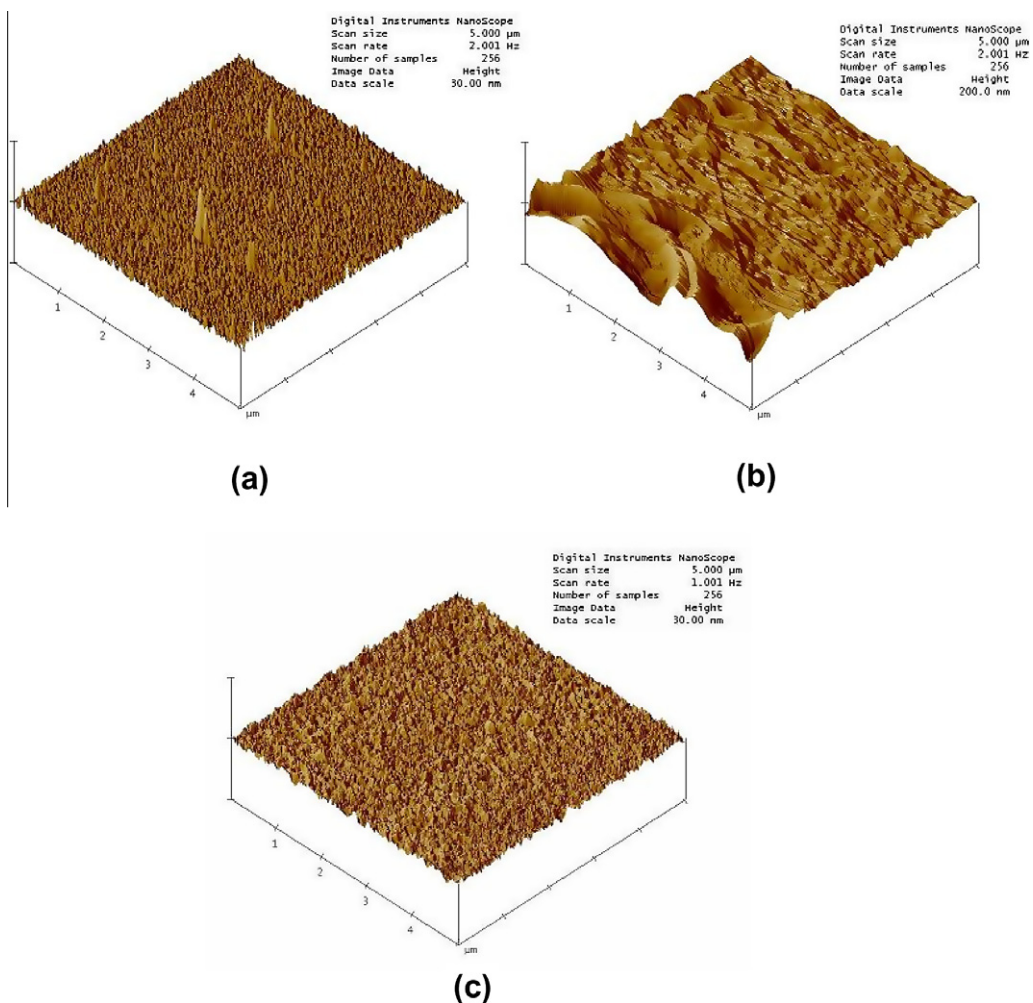 Digital Instruments NanoScope
Scan size 5.000 µm
Scan rate 2.001 Hz
Number of samples 256
Image Data Height
Data scale 30.00 nm
1
2
3
4
µm
(a)
Digital Instruments NanoScope
Scan size 5.000 µm
Scan rate 2.001 Hz
Number of samples 256
Image Data Height
Data scale 200.0 nm
1
2
3
4
µm
(b)
Digital Instruments NanoScope
Scan size 5.000 µm
Scan rate 1.001 Hz
Number of samples 256
Image Data Height
Data scale 30.00 nm
1
2
3
4
µm
(c)